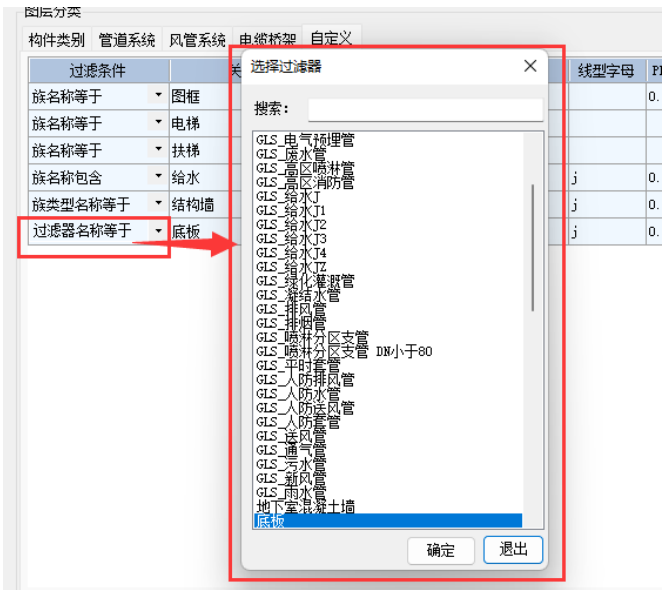 图层分类
构件类别 管道系统 风管系统 电缆桥架 自定义
过滤条件 关 线型字母
族名称等于 图框 0.
族名称等于 电梯
族名称等于 扶梯
族名称包含 给水 j 0.
族类型名称等于 结构墙 j 0.
过滤器名称等于 底板 j 0.
选择过滤器
搜索：
GLS_电气预埋管
GLS_废水管
GLS_高区喷淋管
GLS_高区消防管
GLS_给水J
GLS_给水J1
GLS_给水J2
GLS_给水J3
GLS_给水J4
GLS_给水JZ
GLS_绿化灌溉管
GLS_凝结水管
GLS_排风管
GLS_排烟管
GLS_喷淋分区支管
GLS_喷淋分区支管 DN小于80
GLS_平时套管
GLS_人防排风管
GLS_人防水管
GLS_人防送风管
GLS_人防套管
GLS_送风管
GLS_通气管
GLS_污水管
GLS_新风管
GLS_雨水管
地下室混凝土墙
底板
确定 退出